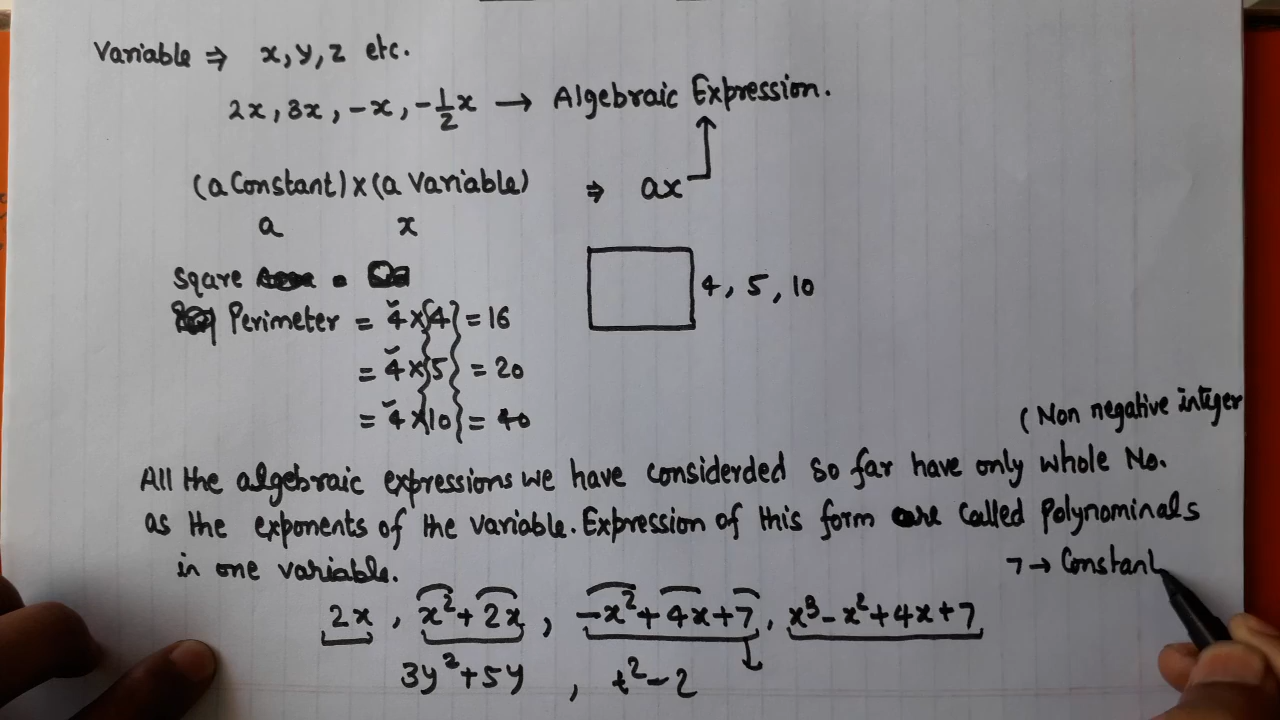 Variable ⇒ x, y, z etc.
2x, 3x, -x, -1/2x → Algebraic Expression.
(a Constant) x (a Variable) ⇒ ax
a x
Sqare
4, 5, 10
Perimeter = 4×{4} = 16
= 4×{5} = 20
= 4×{10} = 40
(Non negative integer
All the algebraic expressions we have considerded so far have only whole No.
as the exponents of the variable. Expression of this form are called Polynominals
in one variable.
7 → Constant
2x, x²+2x, -x²+4x+7, x³-x²+4x+7
3y²+5y, t²-2